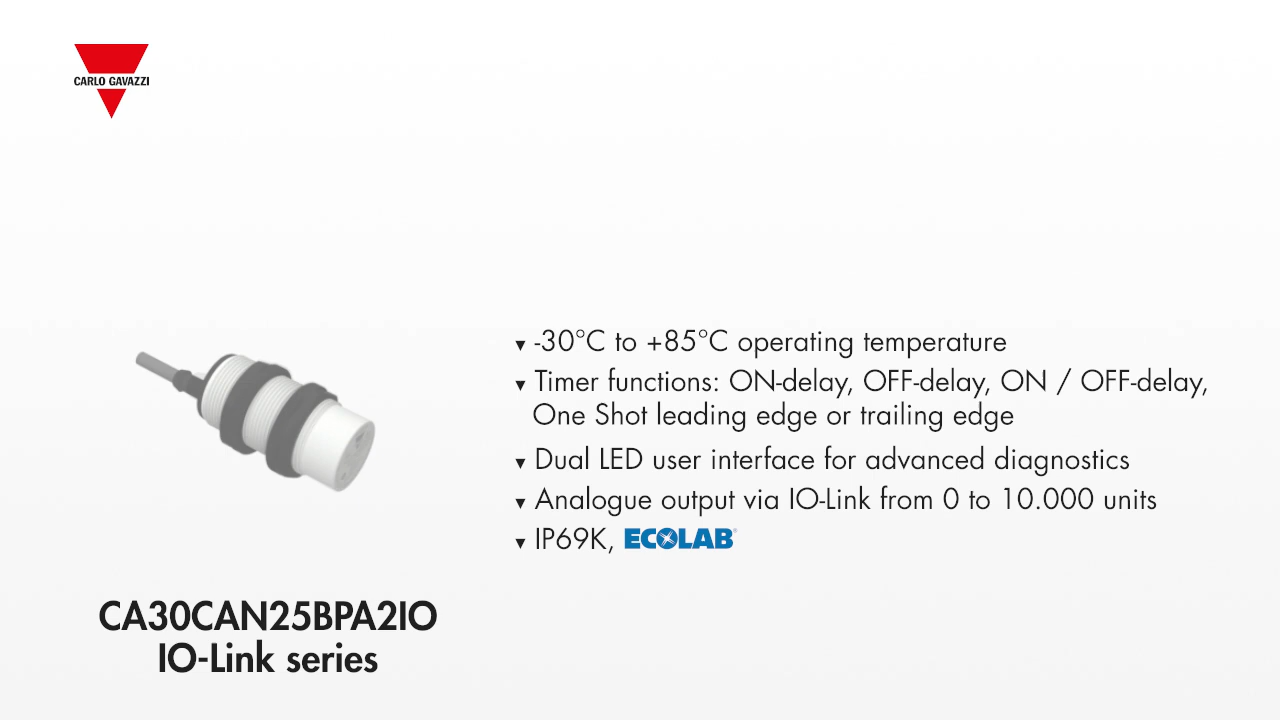 CARLO GAVAZZI
▾ -30°C to +85°C operating temperature
▾ Timer functions: ON-delay, OFF-delay, ON / OFF-delay,
One Shot leading edge or trailing edge
▾ Dual LED user interface for advanced diagnostics
▾ Analogue output via IO-Link from 0 to 10.000 units
▾ IP69K, ECOLAB®
CA30CAN25BPA2IO
IO-Link series